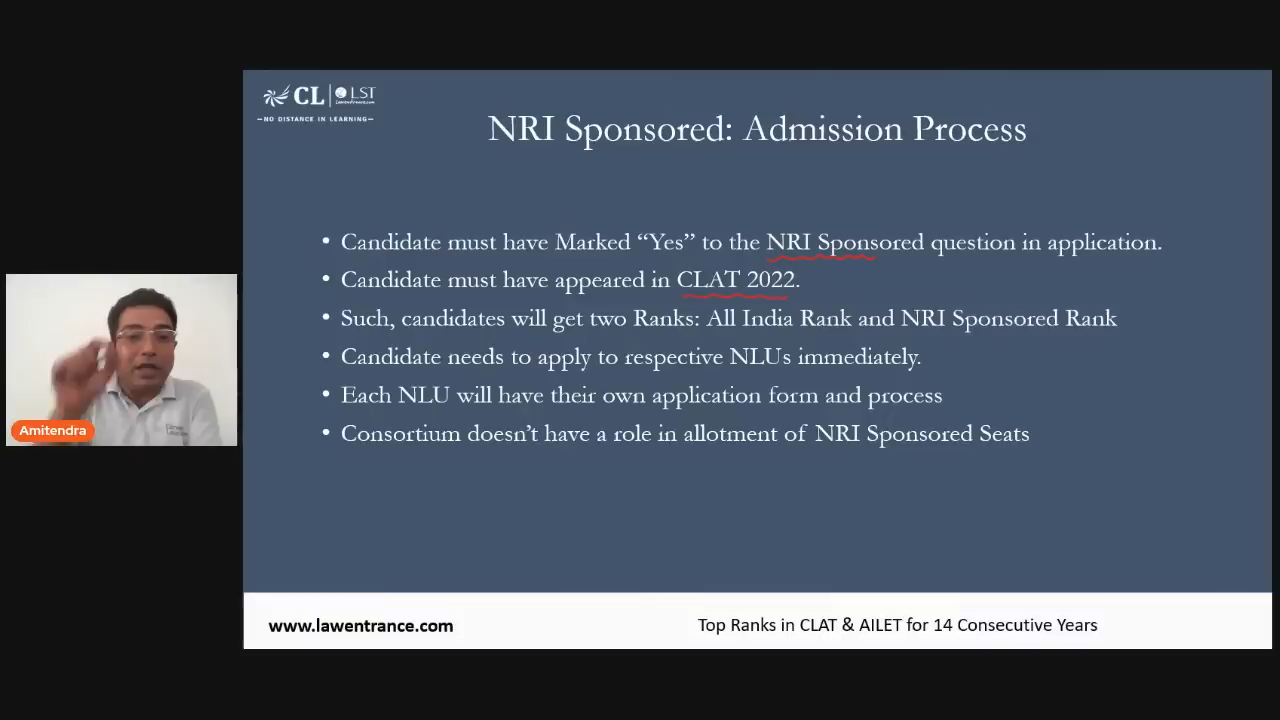 CL LST
Lawentrance.com
NO DISTANCE IN LEARNING
NRI Sponsored: Admission Process
• Candidate must have Marked “Yes” to the NRI Sponsored question in application.
• Candidate must have appeared in CLAT 2022.
• Such, candidates will get two Ranks: All India Rank and NRI Sponsored Rank
• Candidate needs to apply to respective NLUs immediately.
• Each NLU will have their own application form and process
• Consortium doesn’t have a role in allotment of NRI Sponsored Seats
Amitendra
www.lawentrance.com
Top Ranks in CLAT & AILET for 14 Consecutive Years